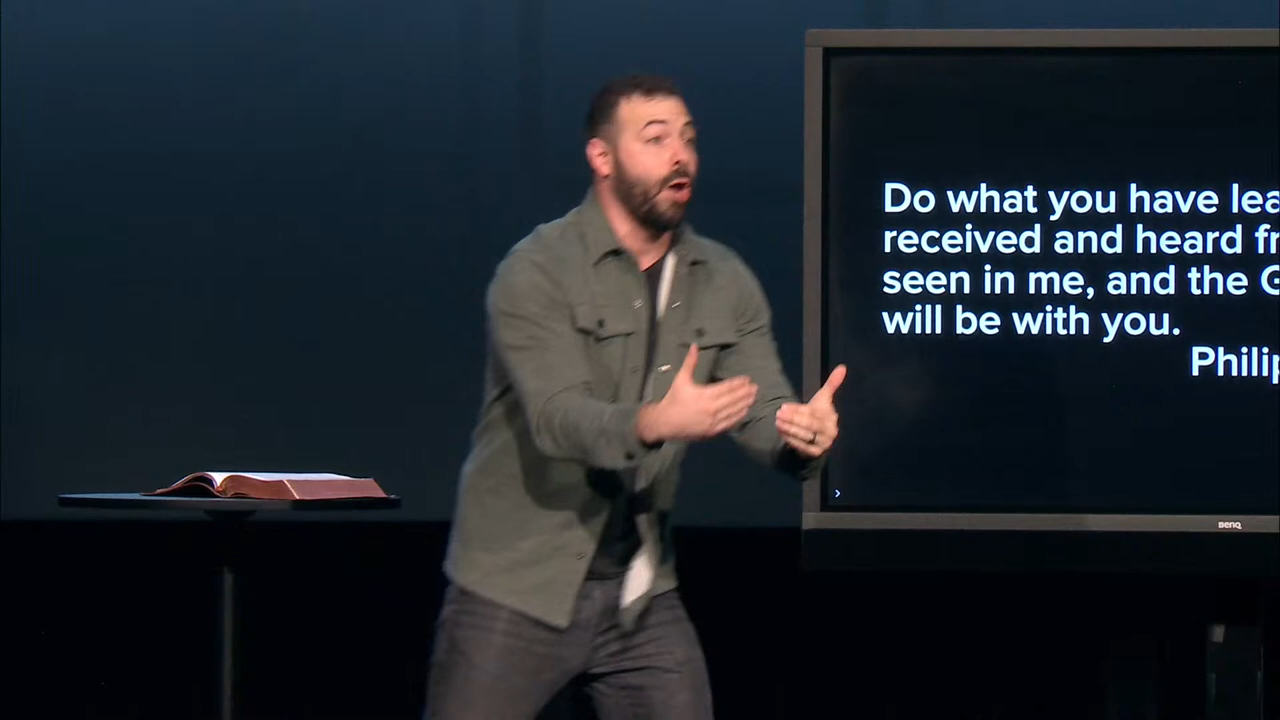 Do what you have lea
received and heard fr
seen in me, and the G
will be with you.
Philip
BenQ